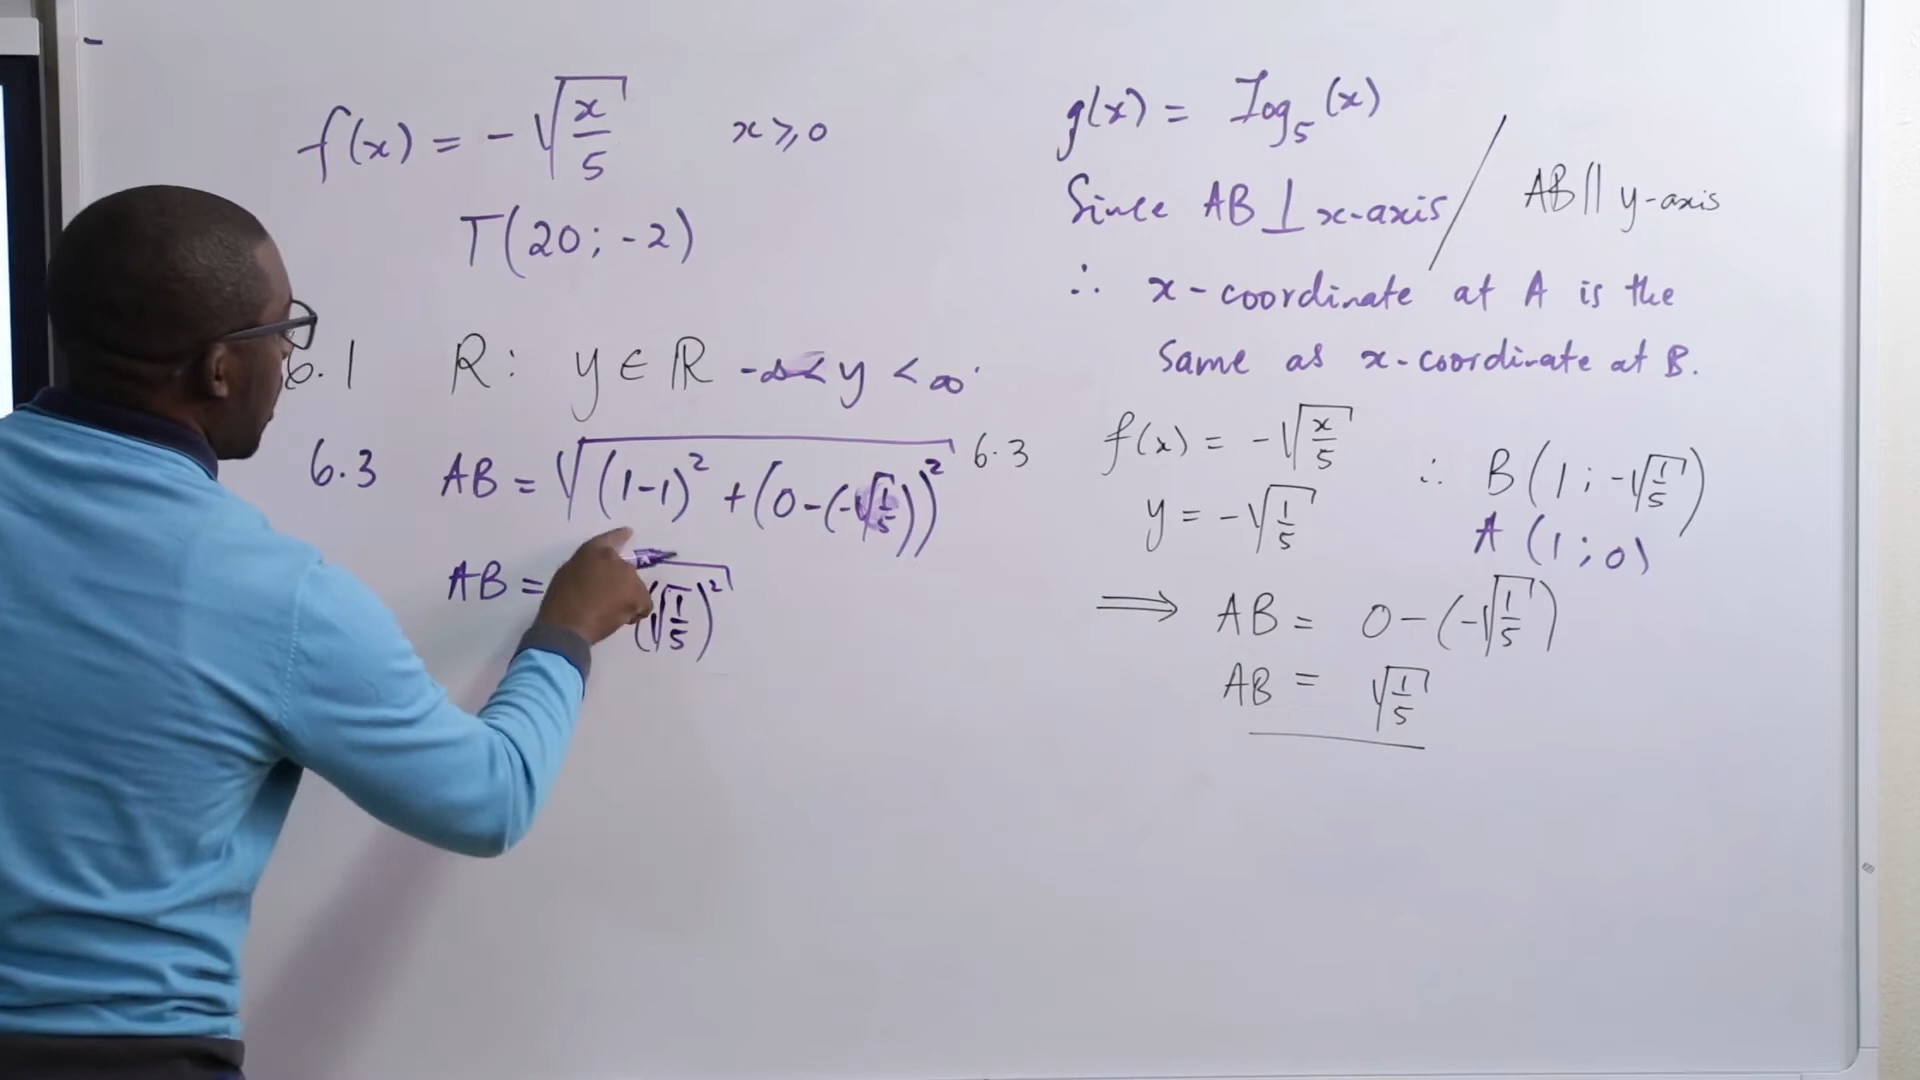 f(x) = -√(x/5) x ⩾ 0
T(20; -2)
6.1 R: y ∈ ℝ -∞ < y < ∞
6.3 AB = √((1-1)² + (0-(-√(1/5)))²)
AB = (√(1/5))²
g(x) = log₅(x)
Since AB ⊥ x-axis / AB || y-axis
∴ x-coordinate at A is the
same as x-coordinate at B.
6.3 f(x) = -√(x/5)
y = -√(1/5)
∴ B(1; -√(1/5))
A(1; 0)
⟹ AB = 0-(-√(1/5))
AB = √(1/5)